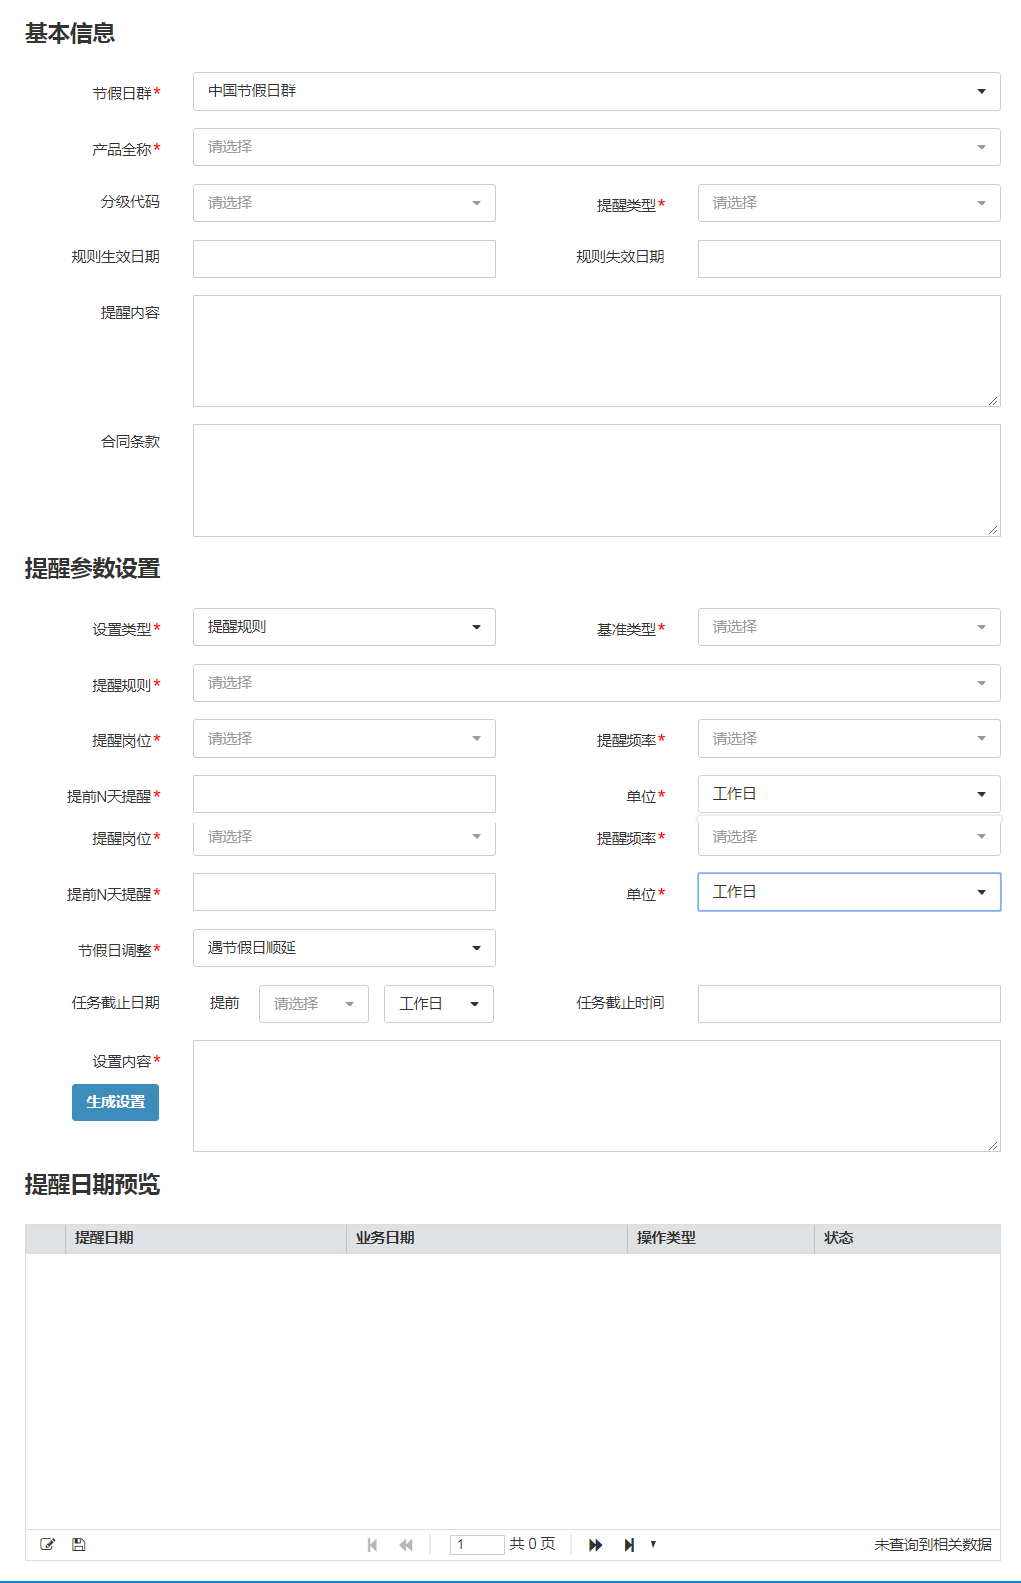 基本信息
节假日群* 中国节假日群
产品全称* 请选择
分级代码 请选择 提醒类型* 请选择
规则生效日期 规则失效日期
提醒内容
合同条款
提醒参数设置
设置类型* 提醒规则 基准类型* 请选择
提醒规则* 请选择
提醒岗位* 请选择 提醒频率* 请选择
提前N天提醒* 单位* 工作日
提醒岗位* 请选择 提醒频率* 请选择
提前N天提醒* 单位* 工作日
节假日调整* 遇节假日顺延
任务截止日期 提前 请选择 工作日 任务截止时间
设置内容*
生成设置
提醒日期预览
提醒日期 业务日期 操作类型 状态
1 共 0 页 未查询到相关数据